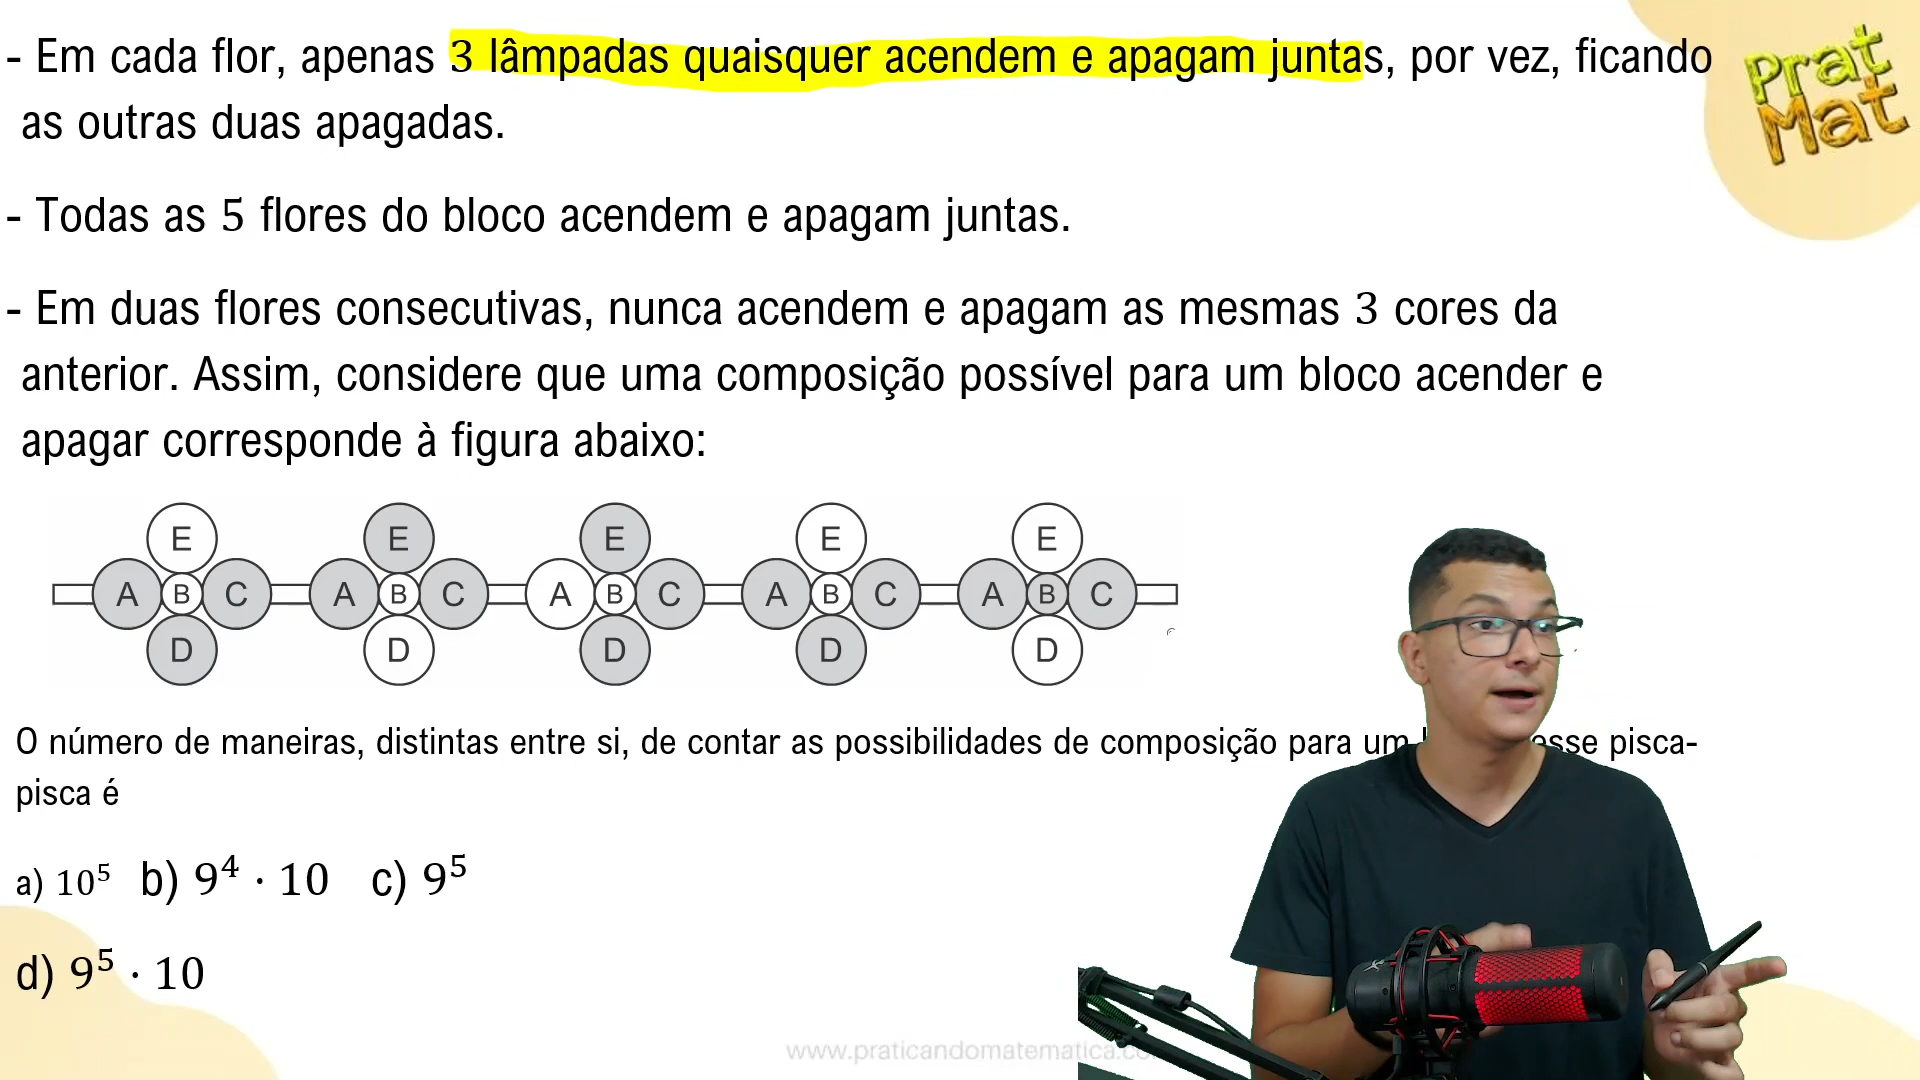 - Em cada flor, apenas 3 lâmpadas quaisquer acendem e apagam juntas, por vez, ficando
as outras duas apagadas.
Prat
Mat
- Todas as 5 flores do bloco acendem e apagam juntas.
- Em duas flores consecutivas, nunca acendem e apagam as mesmas 3 cores da
anterior. Assim, considere que uma composição possível para um bloco acender e
apagar corresponde à figura abaixo:
E E E E E
A B C A B C A B C A B C A B C
D D D D D
O número de maneiras, distintas entre si, de contar as possibilidades de composição para um esse pisca-
pisca é
a) 10⁵ b) 9⁴ · 10 c) 9⁵
d) 9⁵ · 10
www.praticandomatematica.co